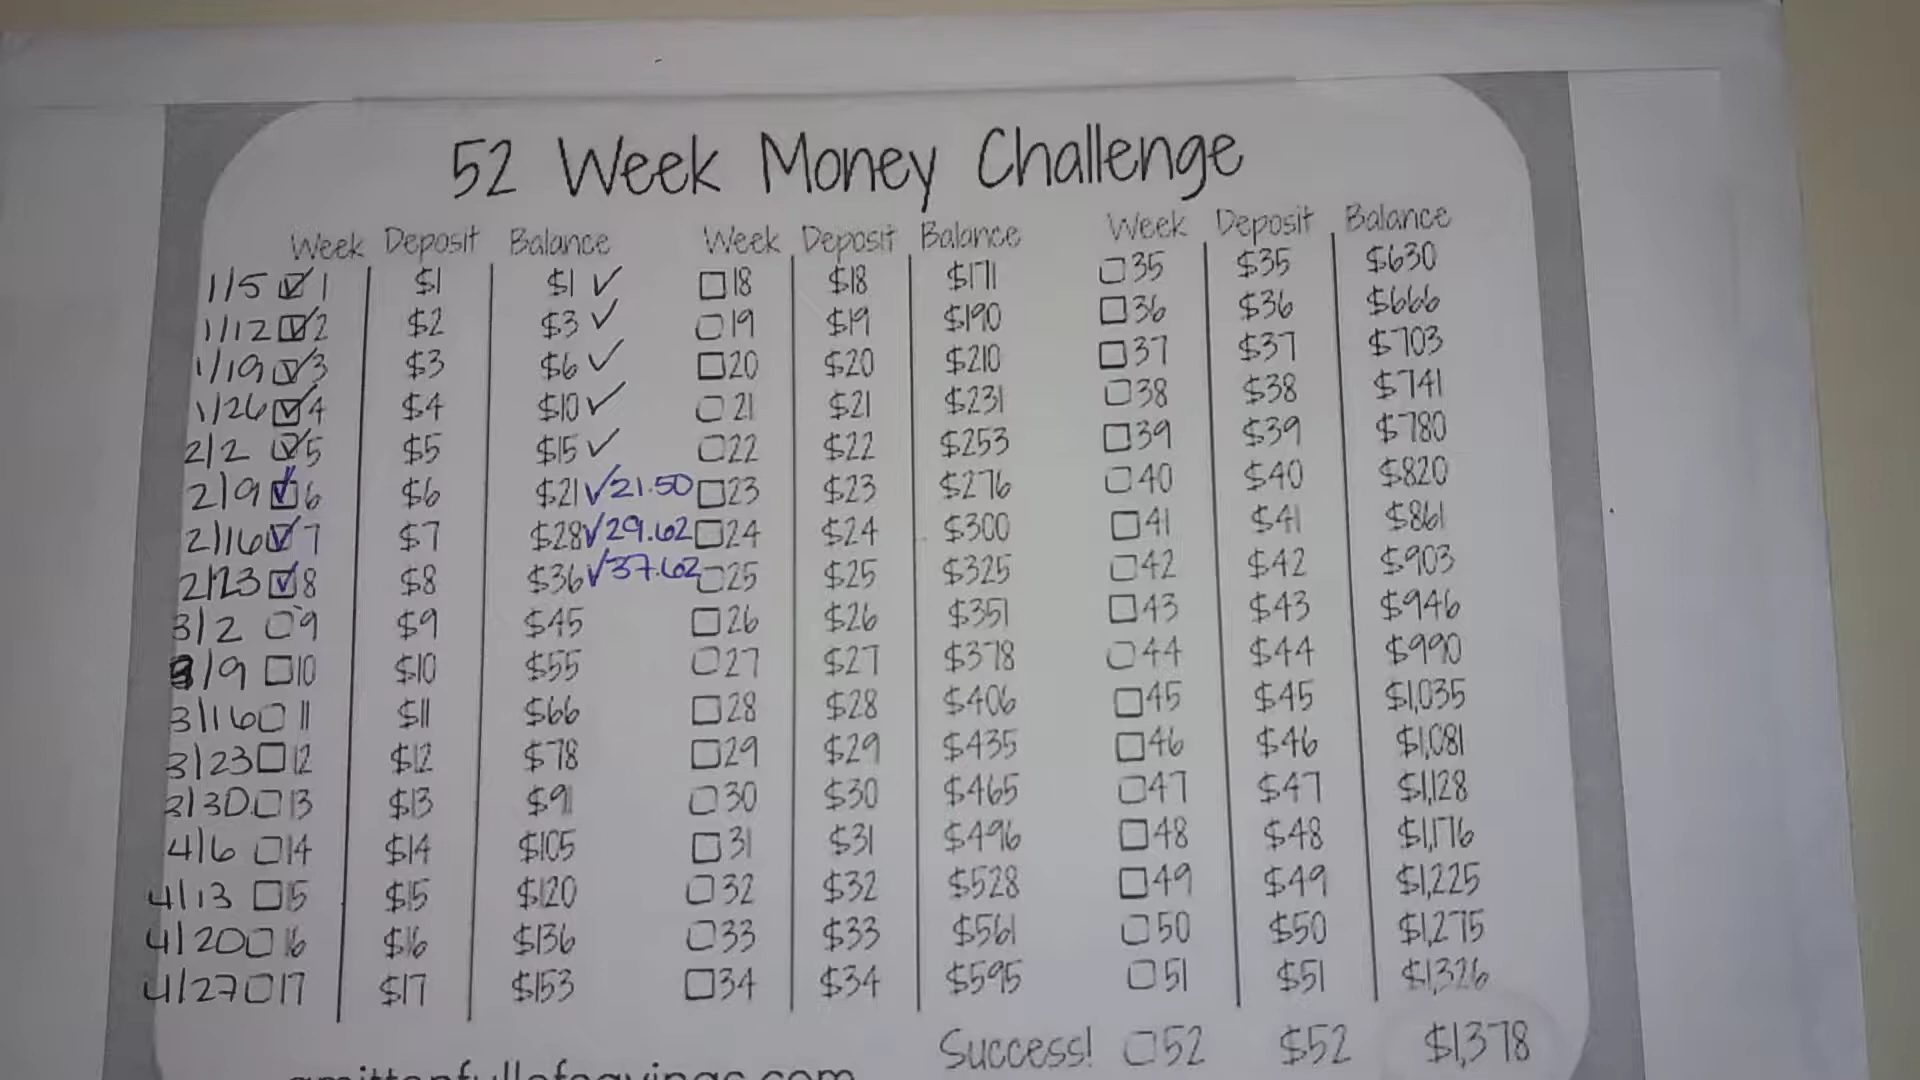 52 Week Money Challenge
Week Deposit Balance Week Deposit Balance Week Deposit Balance
1/5 1 $1 $1 ✓ 18 $18 $171 35 $35 $630
1/12 2 $2 $3 ✓ 19 $19 $190 36 $36 $666
1/19 3 $3 $6 ✓ 20 $20 $210 37 $37 $703
1/26 4 $4 $10 ✓ 21 $21 $231 38 $38 $741
2/2 5 $5 $15 ✓ 22 $22 $253 39 $39 $780
2/9 6 $6 $21 ✓ 21.50 23 $23 $276 40 $40 $820
2/16 7 $7 $28 ✓ 29.62 24 $24 $300 41 $41 $861
2/23 8 $8 $36 ✓ 37.62 25 $25 $325 42 $42 $903
3/2 9 $9 $45 26 $26 $351 43 $43 $946
3/9 10 $10 $55 27 $27 $378 44 $44 $990
3/16 11 $11 $66 28 $28 $406 45 $45 $1,035
3/23 12 $12 $78 29 $29 $435 46 $46 $1,081
3/30 13 $13 $91 30 $30 $465 47 $47 $1,128
4/6 14 $14 $105 31 $31 $496 48 $48 $1,176
4/13 15 $15 $120 32 $32 $528 49 $49 $1,225
4/20 16 $16 $136 33 $33 $561 50 $50 $1,275
4/27 17 $17 $153 34 $34 $595 51 $51 $1,326
Success! 52 $52 $1,378
amittenfullofsavings.com